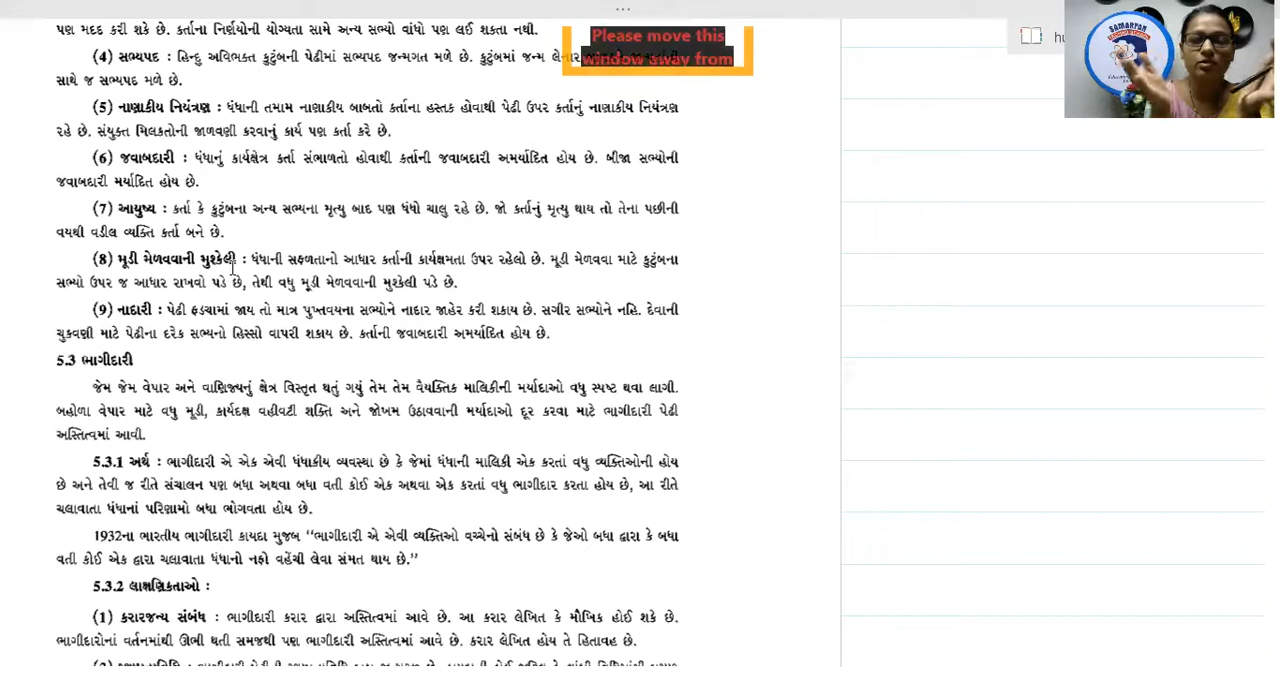 પણ મદદ કરી શકે છે. કર્તાના નિર્ણયોની યોગ્યતા સામે અન્ય સભ્યો વાંધો પણ લઈ શકતા નથી.
(4) સભ્યપદ : હિન્દુ અવિભક્ત કુટુંબની પેઢીમાં સભ્યપદ જન્મગત મળે છે. કુટુંબમાં જન્મ લેનાર
સાથે જ સભ્યપદ મળે છે.
Please move this
window away from
SAMARPAN
(5) નાણાકીય નિયંત્રણ : ધંધાની તમામ નાણાકીય બાબતો કર્તાના હસ્તક હોવાથી પેઢી ઉપર કર્તાનું નાણાકીય નિયંત્રણ
રહે છે. સંયુક્ત મિલકતોની જાળવણી કરવાનું કાર્ય પણ કર્તા કરે છે.
(6) જવાબદારી : ધંધાનું કાર્યક્ષેત્ર કર્તા સંભાળતો હોવાથી કર્તાની જવાબદારી અમર્યાદિત હોય છે. બીજા સભ્યોની
જવાબદારી મર્યાદિત હોય છે.
(7) આયુષ્ય : કર્તા કે કુટુંબના અન્ય સભ્યના મૃત્યુ બાદ પણ ધંધો ચાલુ રહે છે. જો કર્તાનું મૃત્યુ થાય તો તેના પછીની
વયથી વડીલ વ્યક્તિ કર્તા બને છે.
(8) મૂડી મેળવવાની મુશ્કેલી : ધંધાની સફળતાનો આધાર કર્તાની કાર્યક્ષમતા ઉપર રહેલો છે. મૂડી મેળવવા માટે કુટુંબના
સભ્યો ઉપર જ આધાર રાખવો પડે છે, તેથી વધુ મૂડી મેળવવાની મુશ્કેલી પડે છે.
(9) નાદારી : પેઢી ફડચામાં જાય તો માત્ર પુખ્તવયના સભ્યોને નાદાર જાહેર કરી શકાય છે. સગીર સભ્યોને નહિ. દેવાની
ચુકવણી માટે પેઢીના દરેક સભ્યનો હિસ્સો વાપરી શકાય છે. કર્તાની જવાબદારી અમર્યાદિત હોય છે.
5.3 ભાગીદારી
જેમ જેમ વેપાર અને વાણિજ્યનું ક્ષેત્ર વિસ્તૃત થતું ગયું તેમ તેમ વૈયક્તિક માલિકીની મર્યાદાઓ વધુ સ્પષ્ટ થવા લાગી.
બહોળા વેપાર માટે વધુ મૂડી, કાર્યદક્ષ વહીવટી શક્તિ અને જોખમ ઉઠાવવાની મર્યાદાઓ દૂર કરવા માટે ભાગીદારી પેઢી
અસ્તિત્વમાં આવી.
5.3.1 અર્થ : ભાગીદારી એ એક એવી ધંધાકીય વ્યવસ્થા છે કે જેમાં ધંધાની માલિકી એક કરતાં વધુ વ્યક્તિઓની હોય
છે અને તેવી જ રીતે સંચાલન પણ બધા અથવા બધા વતી કોઈ એક અથવા એક કરતાં વધુ ભાગીદાર કરતા હોય છે, આ રીતે
ચલાવાતા ધંધાનાં પરિણામો બધા ભોગવતા હોય છે.
1932ના ભારતીય ભાગીદારી કાયદા મુજબ “ભાગીદારી એ એવી વ્યક્તિઓ વચ્ચેનો સંબંધ છે કે જેઓ બધા દ્વારા કે બધા
વતી કોઈ એક દ્વારા ચલાવાતા ધંધાનો નફો વહેંચી લેવા સંમત થાય છે.”
5.3.2 લાક્ષણિકતાઓ :
(1) કરારજન્ય સંબંધ : ભાગીદારી કરાર દ્વારા અસ્તિત્વમાં આવે છે. આ કરાર લેખિત કે મૌખિક હોઈ શકે છે.
ભાગીદારોનાં વર્તનમાંથી ઊભી થતી સમજથી પણ ભાગીદારી અસ્તિત્વમાં આવે છે. કરાર લેખિત હોય તે હિતાવહ છે.